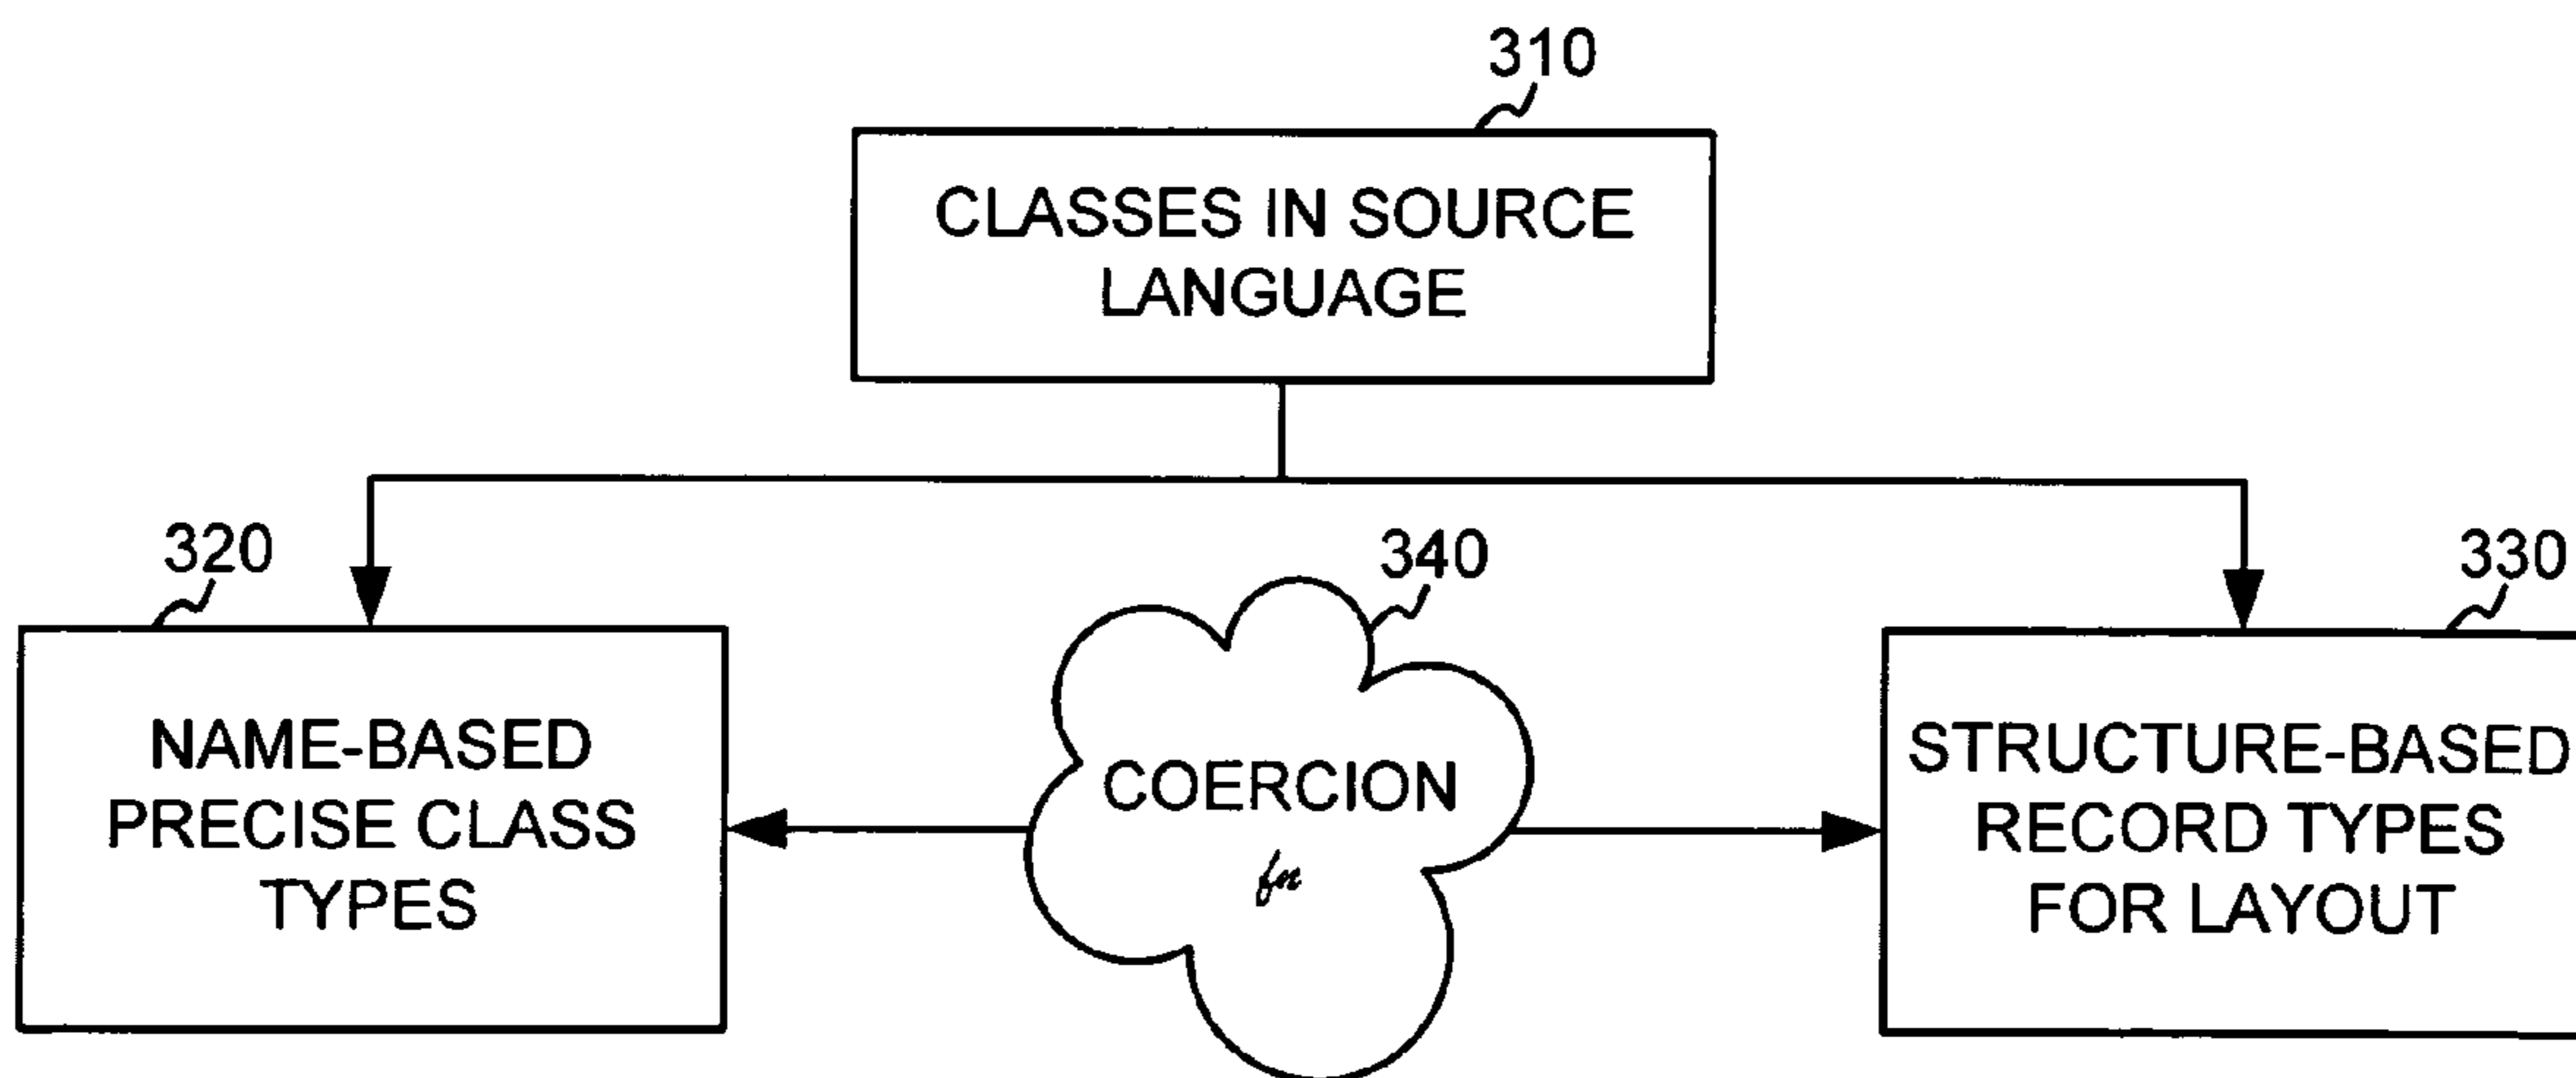 310
CLASSES IN SOURCE
LANGUAGE
320
340
330
NAME-BASED
PRECISE CLASS
TYPES
COERCION
fn
STRUCTURE-BASED
RECORD TYPES
FOR LAYOUT